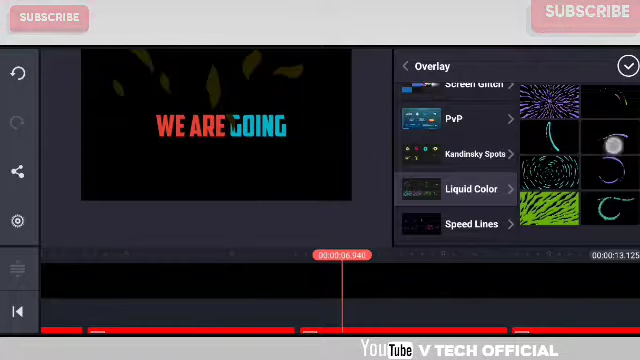 SUBSCRIBE
SUBSCRIBE
Overlay
Screen Glitch
PvP
WE ARE GOING
Kandinsky Spots
Liquid Color
Speed Lines
00:00:06.940
00:00:13.125
YouTube V TECH OFFICIAL